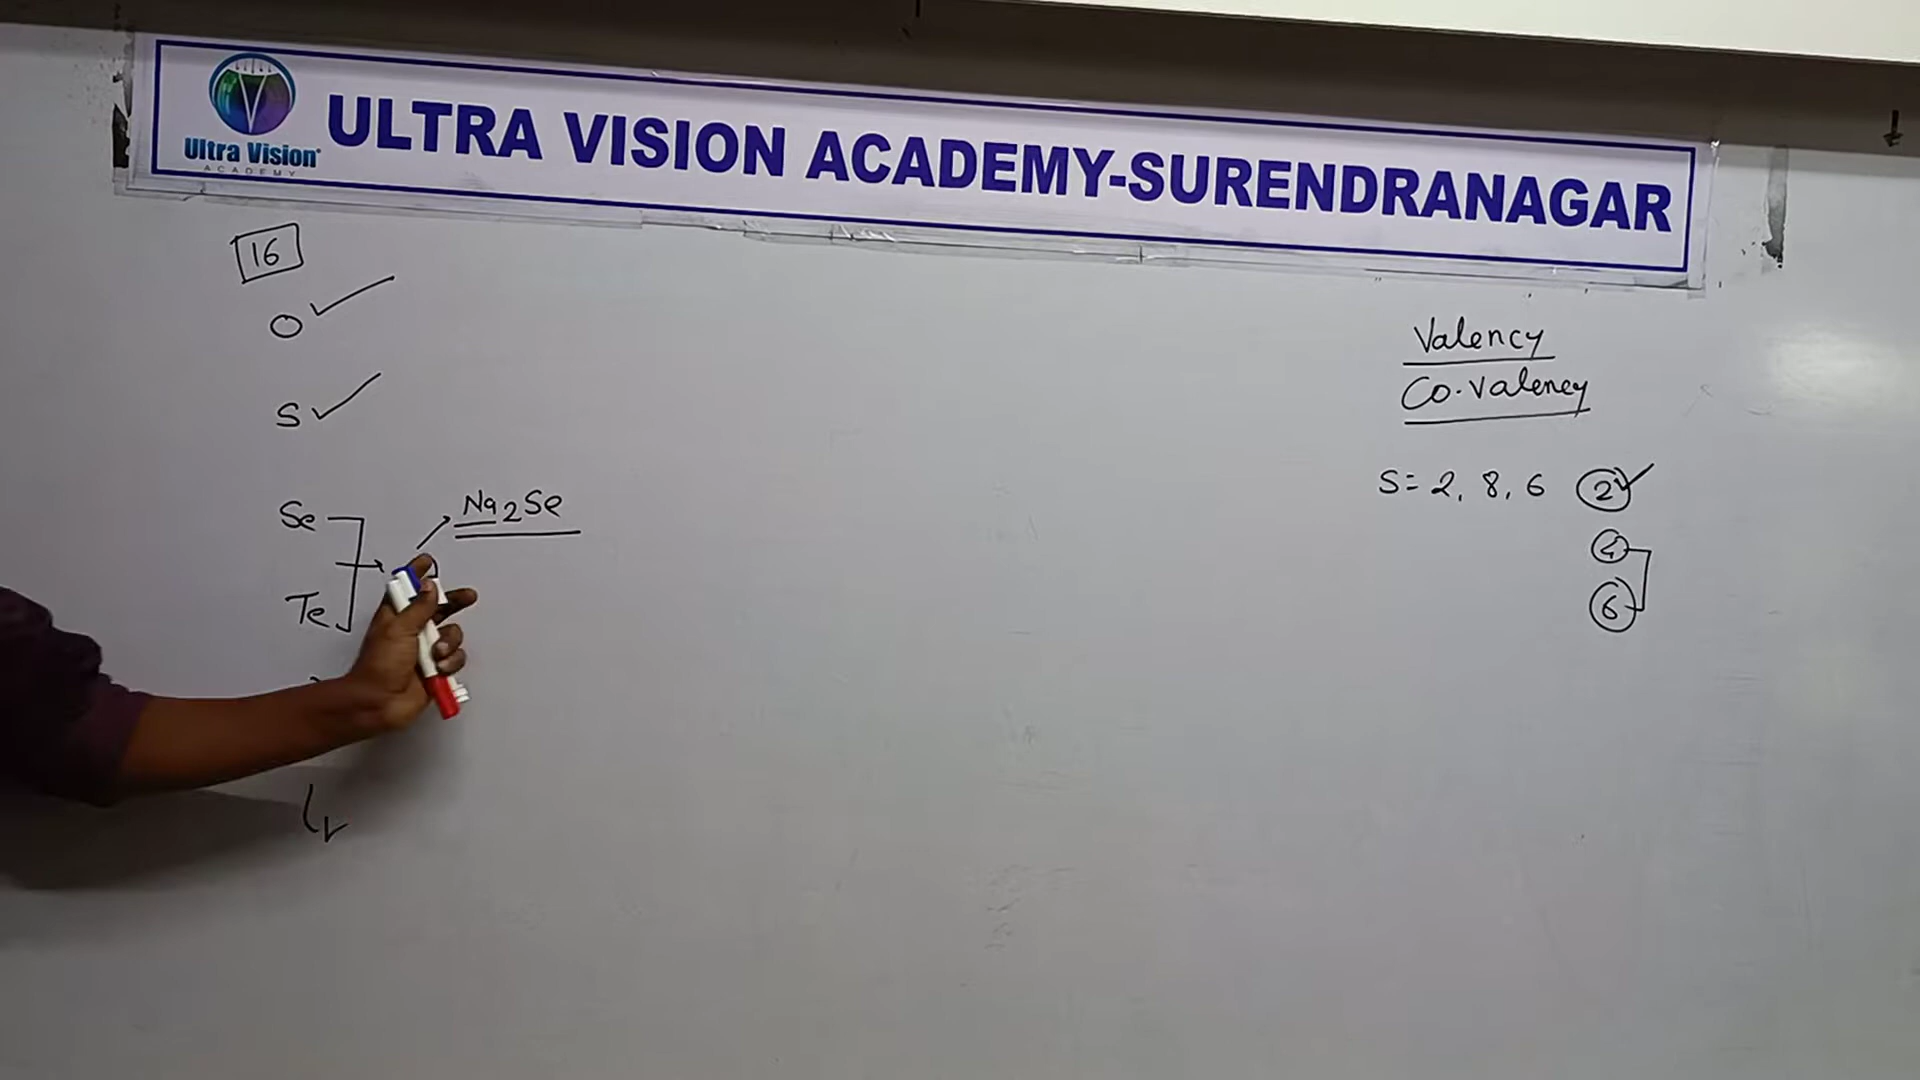 Ultra Vision
ACADEMY
ULTRA VISION ACADEMY-SURENDRANAGAR
16
O
S
Se
Te
Na2Se
Valency
Co-valency
S = 2, 8, 6 2
4
6
Lv